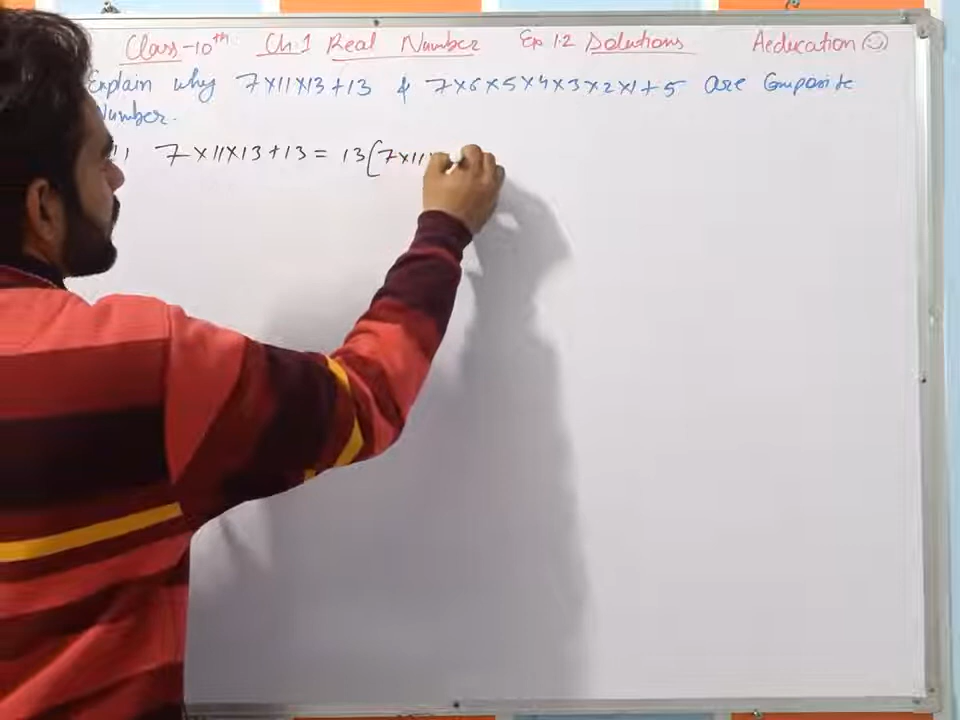 Class-10th Ch.1 Real Number Ex 1.2 Solutions Aeducation
Explain why 7×11×13+13 & 7×6×5×4×3×2×1+5 are Composite
Number.
7×11×13+13 = 13(7×11